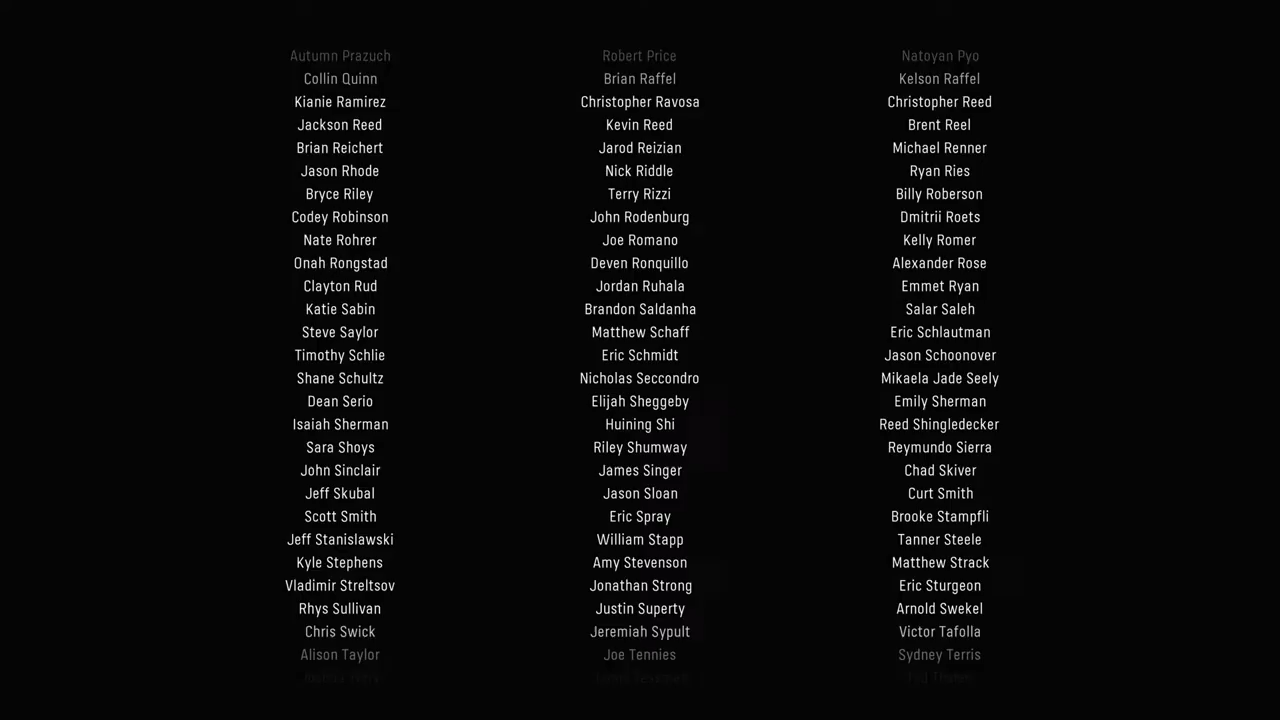 Autumn Prazuch Robert Price Natoyan Pyo
Collin Quinn Brian Raffel Kelson Raffel
Kianie Ramirez Christopher Ravosa Christopher Reed
Jackson Reed Kevin Reed Brent Reel
Brian Reichert Jarod Reizian Michael Renner
Jason Rhode Nick Riddle Ryan Ries
Bryce Riley Terry Rizzi Billy Roberson
Codey Robinson John Rodenburg Dmitrii Roets
Nate Rohrer Joe Romano Kelly Romer
Onah Rongstad Deven Ronquillo Alexander Rose
Clayton Rud Jordan Ruhala Emmet Ryan
Katie Sabin Brandon Saldanha Salar Saleh
Steve Saylor Matthew Schaff Eric Schlautman
Timothy Schlie Eric Schmidt Jason Schoonover
Shane Schultz Nicholas Seccondro Mikaela Jade Seely
Dean Serio Elijah Sheggeby Emily Sherman
Isaiah Sherman Huining Shi Reed Shingledecker
Sara Shoys Riley Shumway Reymundo Sierra
John Sinclair James Singer Chad Skiver
Jeff Skubal Jason Sloan Curt Smith
Scott Smith Eric Spray Brooke Stampfli
Jeff Stanislawski William Stapp Tanner Steele
Kyle Stephens Amy Stevenson Matthew Strack
Vladimir Streltsov Jonathan Strong Eric Sturgeon
Rhys Sullivan Justin Superty Arnold Swekel
Chris Swick Jeremiah Sypult Victor Tafolla
Alison Taylor Joe Tennies Sydney Terris